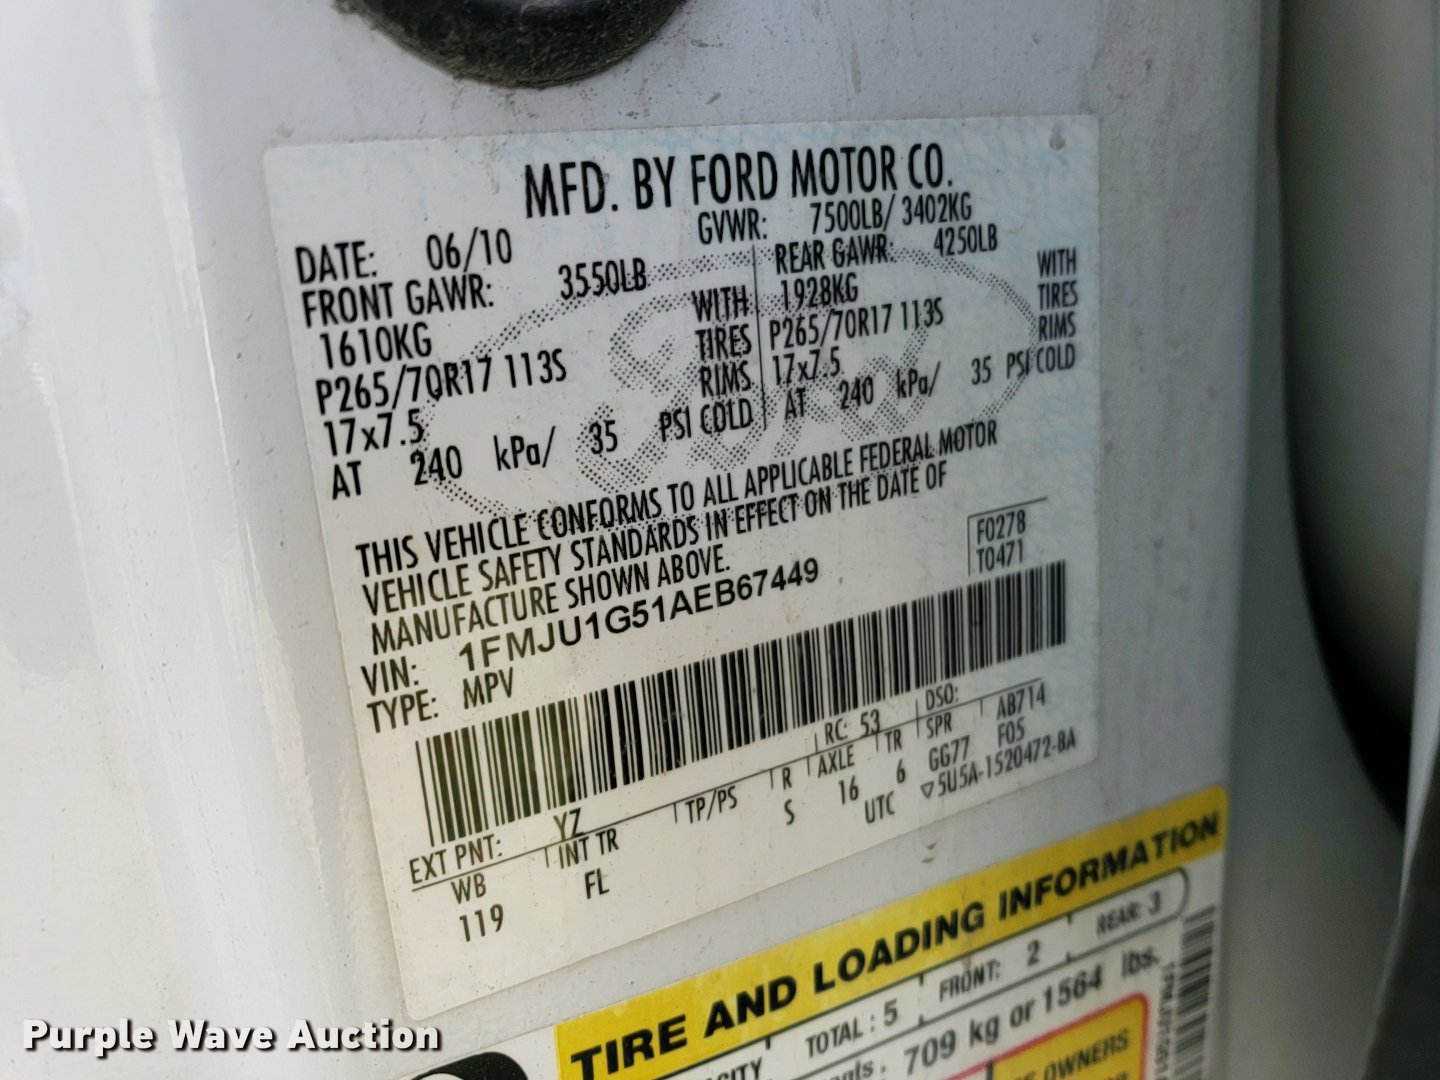 MFD. BY FORD MOTOR CO.
DATE: 06/10 GVWR: 7500LB/ 3402KG
FRONT GAWR: 3550LB REAR GAWR: 4250LB
1610KG WITH 1928KG WITH
P265/70R17 113S TIRES P265/70R17 113S TIRES
17x7.5 RIMS 17x7.5 RIMS
AT 240 kPa/ 35 PSI COLD AT 240 kPa/ 35 PSI COLD
Ford
THIS VEHICLE CONFORMS TO ALL APPLICABLE FEDERAL MOTOR
VEHICLE SAFETY STANDARDS IN EFFECT ON THE DATE OF
MANUFACTURE SHOWN ABOVE.
F0278
T0471
VIN: 1FMJU1G51AEB67449
TYPE: MPV
EXT PNT: YZ RC: 53 DSO:
WB INT TR TP/PS R AXLE TR SPR AB714
119 FL S 16 6 GG77 F05
UTC ▽5U5A-1520472-BA
TIRE AND LOADING INFORMATION
TOTAL : 5 FRONT: 2 REAR: 3
709 kg or 1564 lbs.
OWNERS
Purple Wave Auction